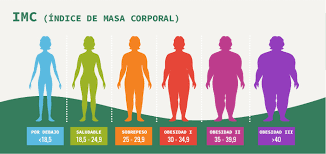 IMC (ÍNDICE DE MASA CORPORAL)
POR DEBAJO
<18,5
SALUDABLE
18,5 - 24,9
SOBREPESO
25 - 29,9
OBESIDAD I
30 - 34,9
OBESIDAD II
35 - 39,9
OBESIDAD III
>40